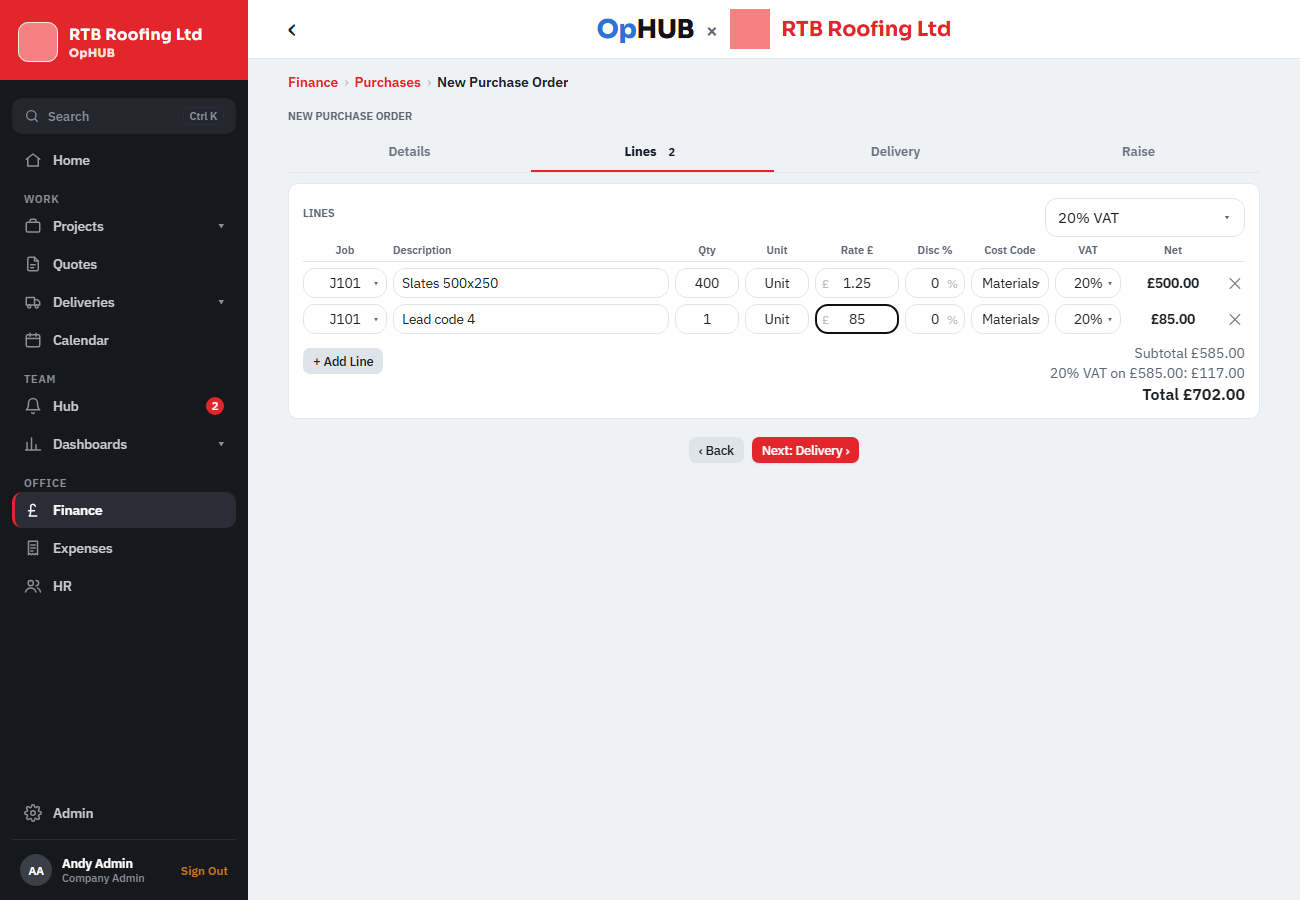 RTB Roofing Ltd
OpHUB
Search Ctrl K
Home
WORK
Projects
Quotes
Deliveries
Calendar
TEAM
Hub 2
Dashboards
OFFICE
£ Finance
Expenses
HR
Admin
AA Andy Admin
Company Admin
Sign Out
OpHUB × RTB Roofing Ltd
Finance › Purchases › New Purchase Order
NEW PURCHASE ORDER
Details Lines 2 Delivery Raise
LINES 20% VAT
Job Description Qty Unit Rate £ Disc % Cost Code VAT Net
J101 Slates 500x250 400 Unit £ 1.25 0 % Materials 20% £500.00
J101 Lead code 4 1 Unit £ 85 0 % Materials 20% £85.00
+ Add Line
Subtotal £585.00
20% VAT on £585.00: £117.00
Total £702.00
‹ Back Next: Delivery ›